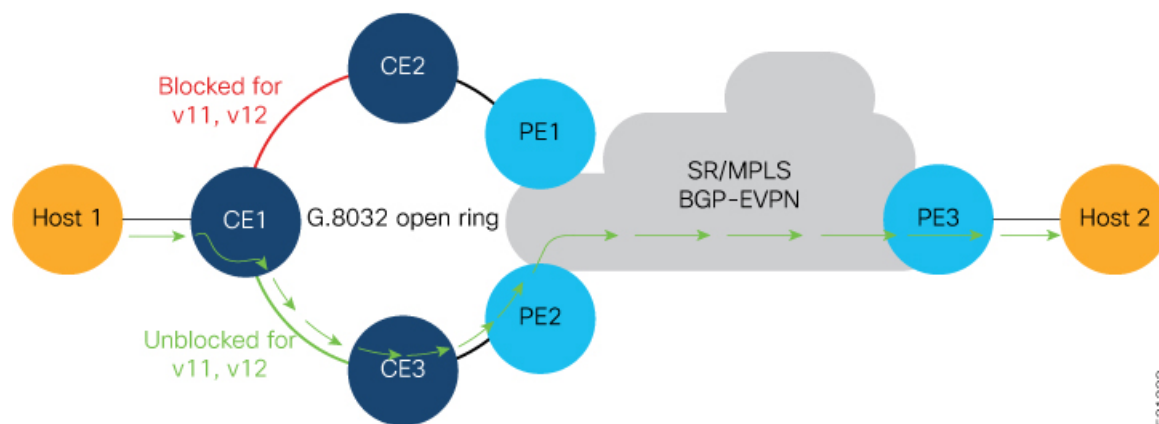 CE2
Blocked for
v11, v12
PE1
SR/MPLS
BGP-EVPN
Host 1
CE1
G.8032 open ring
PE3
Host 2
PE2
Unblocked for
v11, v12
CE3